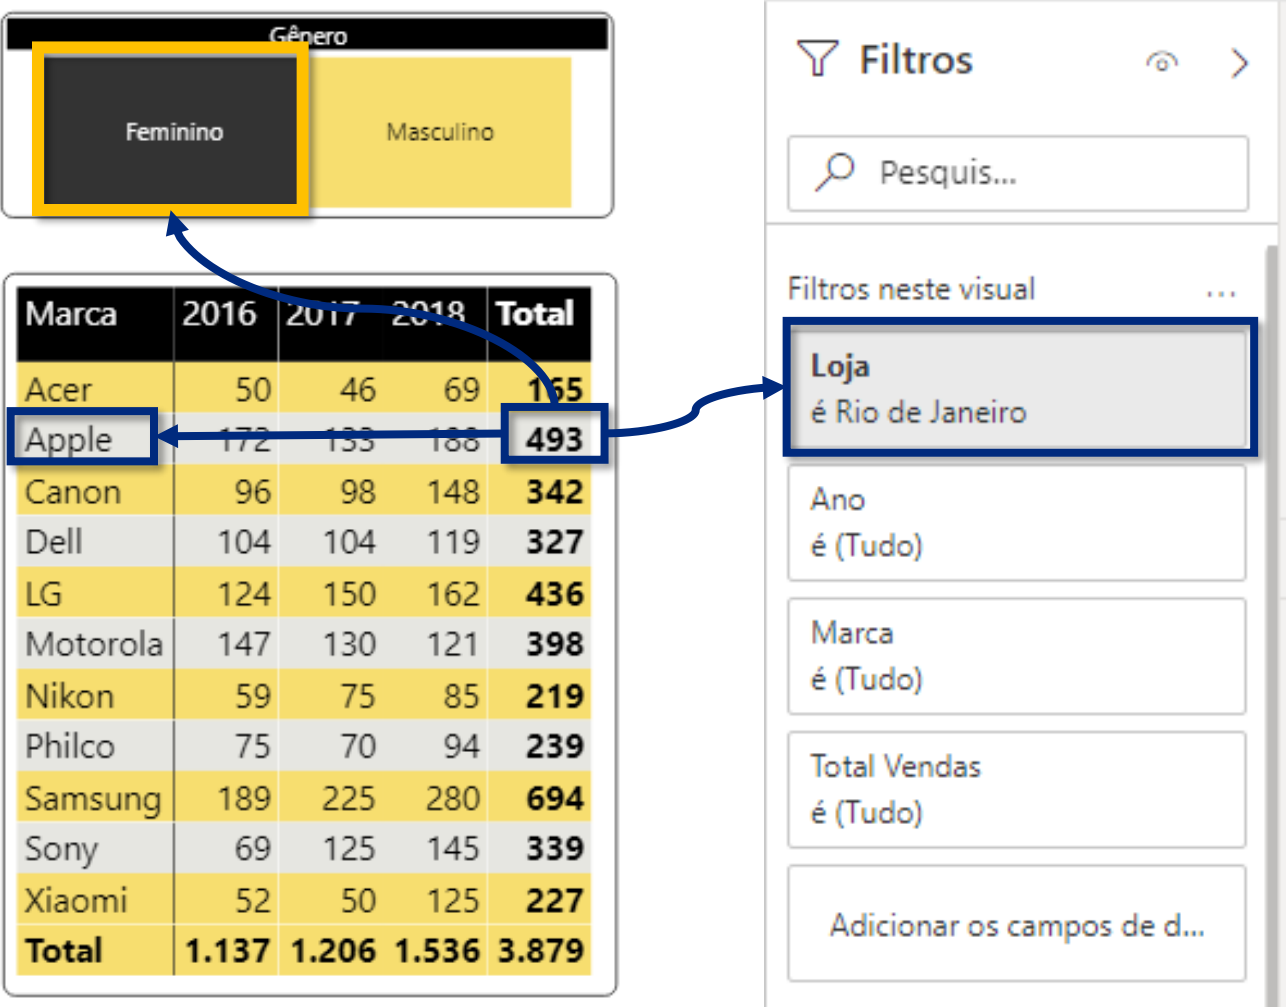 Gênero
Feminino Masculino
Marca 2016 2017 2018 Total
Acer 50 46 69 165
Apple 172 133 188 493
Canon 96 98 148 342
Dell 104 104 119 327
LG 124 150 162 436
Motorola 147 130 121 398
Nikon 59 75 85 219
Philco 75 70 94 239
Samsung 189 225 280 694
Sony 69 125 145 339
Xiaomi 52 50 125 227
Total 1.137 1.206 1.536 3.879
Filtros
Pesquis...
Filtros neste visual ...
Loja
é Rio de Janeiro
Ano
é (Tudo)
Marca
é (Tudo)
Total Vendas
é (Tudo)
Adicionar os campos de d...